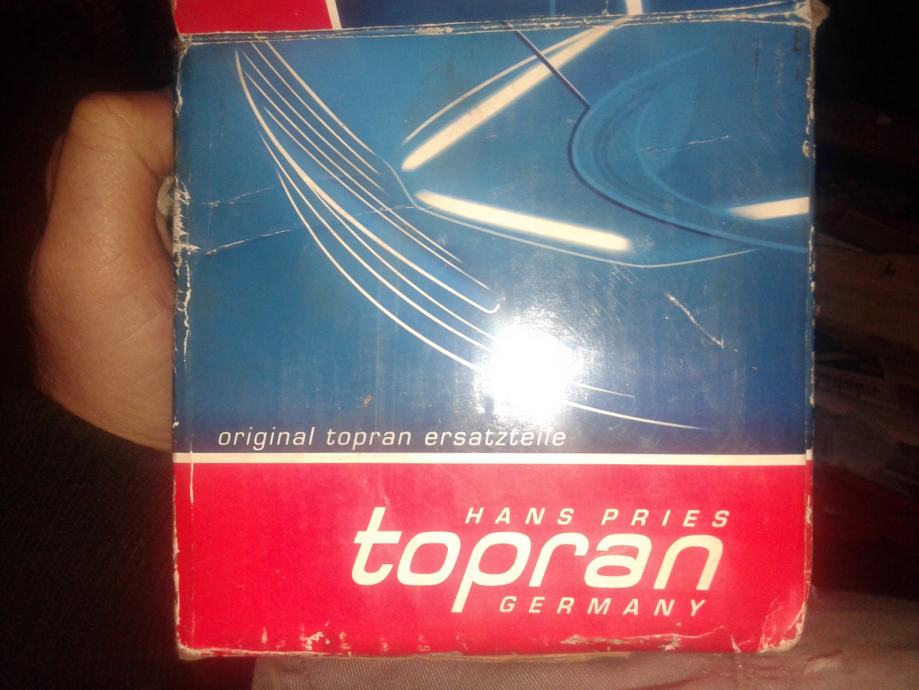 original topran ersatzteile
HANS PRIES
topran
GERMANY